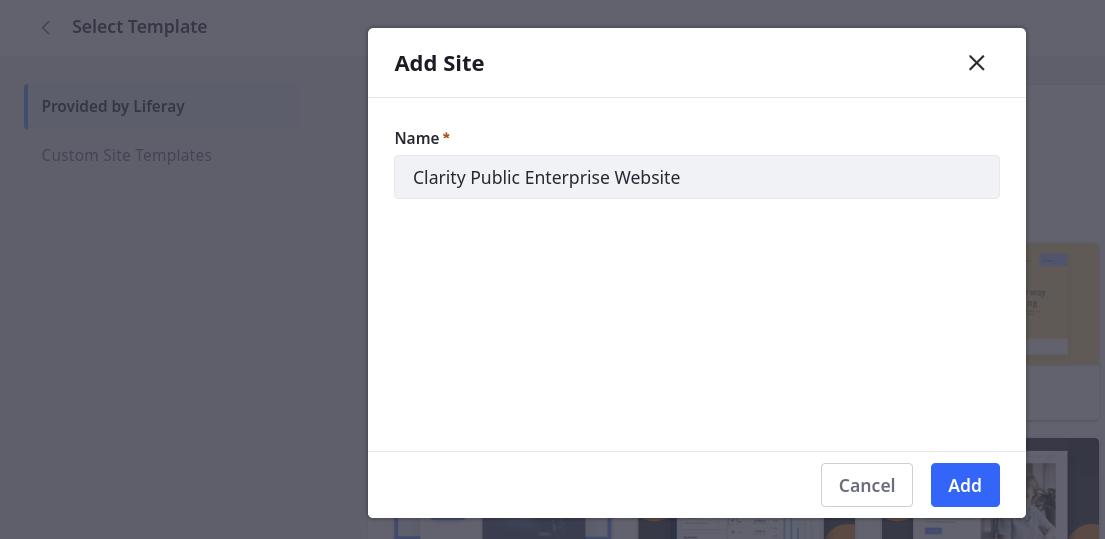 Select Template
Add Site
Provided by Liferay
Name *
Custom Site Templates
Clarity Public Enterprise Website
Cancel
Add